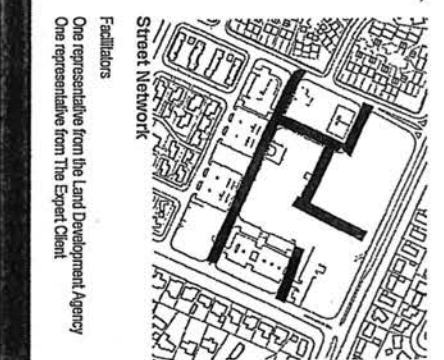 Street Network
Facilitators
One representative from the Land Development Agency
One representative from The Expert Client